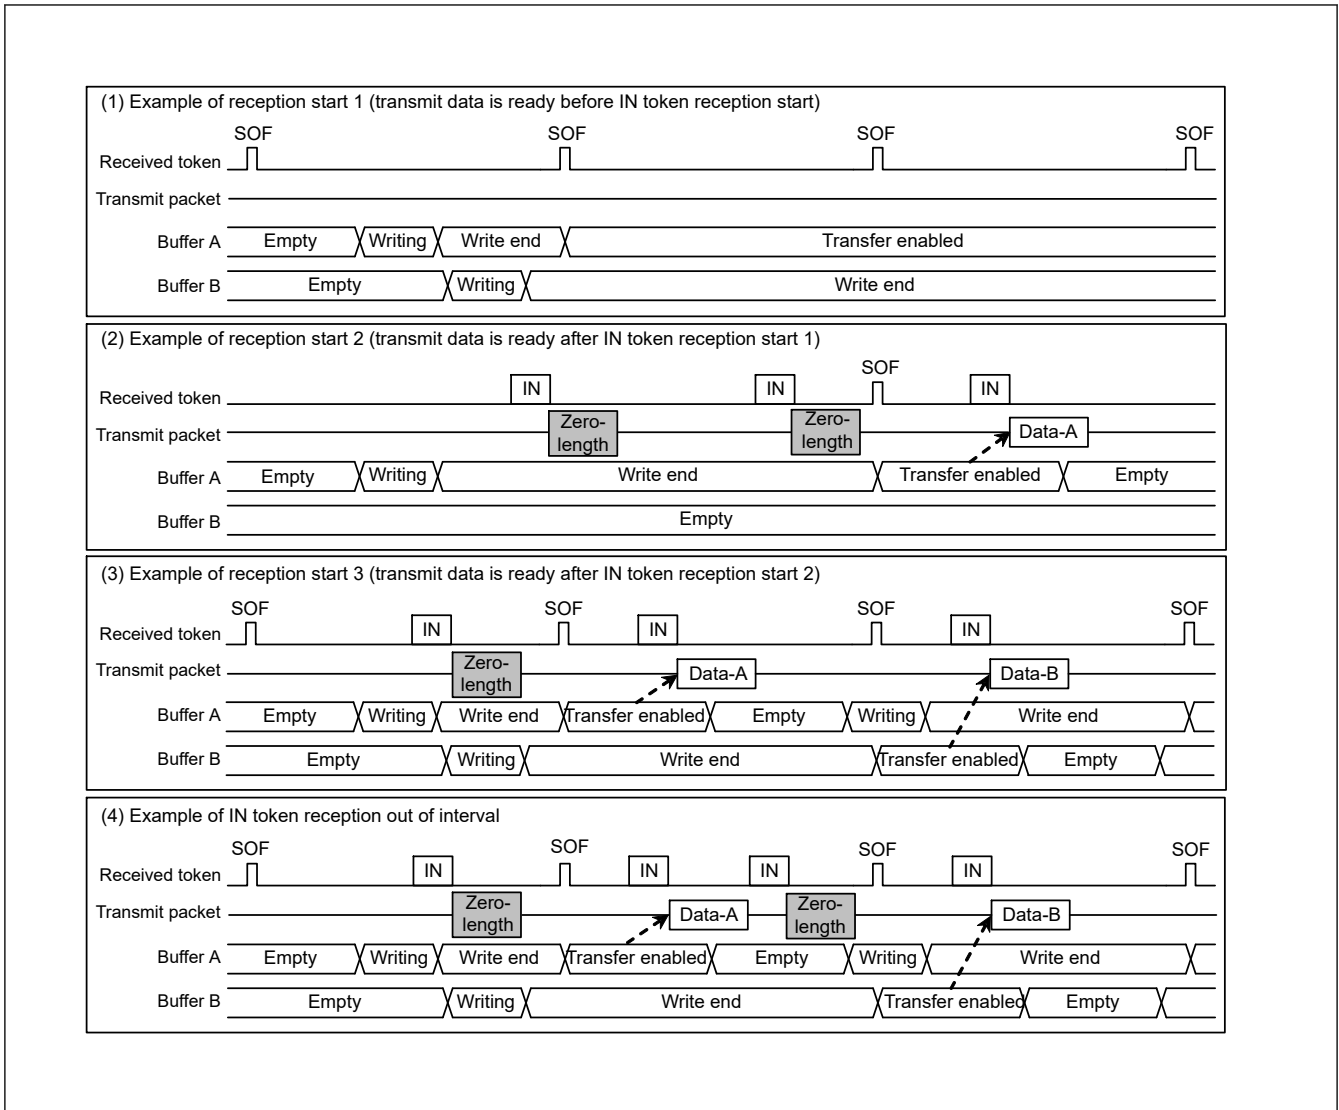 (1) Example of reception start 1 (transmit data is ready before IN token reception start)
SOF SOF SOF SOF
Received token
Transmit packet
Buffer A Empty Writing Write end Transfer enabled
Buffer B Empty Writing Write end
(2) Example of reception start 2 (transmit data is ready after IN token reception start 1)
SOF
Received token IN IN IN
Transmit packet Zero-length Zero-length Data-A
Buffer A Empty Writing Write end Transfer enabled Empty
Buffer B Empty
(3) Example of reception start 3 (transmit data is ready after IN token reception start 2)
SOF SOF SOF SOF
Received token IN IN IN
Transmit packet Zero-length Data-A Data-B
Buffer A Empty Writing Write end Transfer enabled Empty Writing Write end
Buffer B Empty Writing Write end Transfer enabled Empty
(4) Example of IN token reception out of interval
SOF SOF SOF SOF
Received token IN IN IN IN
Transmit packet Zero-length Data-A Zero-length Data-B
Buffer A Empty Writing Write end Transfer enabled Empty Writing Write end
Buffer B Empty Writing Write end Transfer enabled Empty